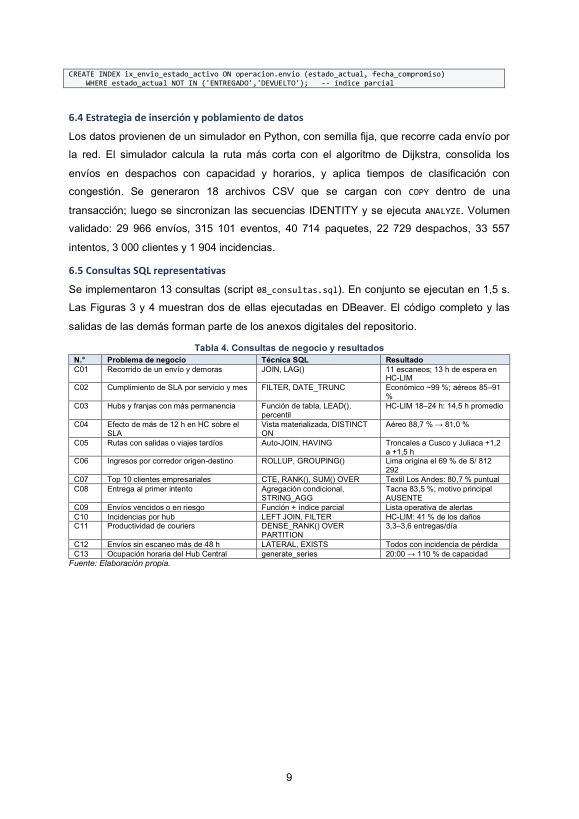 CREATE INDEX ix_envio_estado_activo ON operacion.envio (estado_actual, fecha_compromiso)
WHERE estado_actual NOT IN ('ENTREGADO','DEVUELTO');   -- índice parcial
6.4 Estrategia de inserción y poblamiento de datos
Los datos provienen de un simulador en Python, con semilla fija, que recorre cada envío por
la red. El simulador calcula la ruta más corta con el algoritmo de Dijkstra, consolida los
envíos en despachos con capacidad y horarios, y aplica tiempos de clasificación con
congestión. Se generaron 18 archivos CSV que se cargan con COPY dentro de una
transacción; luego se sincronizan las secuencias IDENTITY y se ejecuta ANALYZE. Volumen
validado: 29 966 envíos, 315 101 eventos, 40 714 paquetes, 22 729 despachos, 33 557
intentos, 3 000 clientes y 1 904 incidencias.
6.5 Consultas SQL representativas
Se implementaron 13 consultas (script 08_consultas.sql). En conjunto se ejecutan en 1,5 s.
Las Figuras 3 y 4 muestran dos de ellas ejecutadas en DBeaver. El código completo y las
salidas de las demás forman parte de los anexos digitales del repositorio.
Tabla 4. Consultas de negocio y resultados
N.° Problema de negocio Técnica SQL Resultado
C01 Recorrido de un envío y demoras JOIN, LAG() 11 escaneos; 13 h de espera en
HC-LIM
C02 Cumplimiento de SLA por servicio y mes FILTER, DATE_TRUNC Económico ~99 %; aéreos 85–91
%
C03 Hubs y franjas con más permanencia Función de tabla, LEAD(), HC-LIM 18–24 h: 14,5 h promedio
percentil
C04 Efecto de más de 12 h en HC sobre el Vista materializada, DISTINCT Aéreo 88,7 % → 81,0 %
SLA ON
C05 Rutas con salidas o viajes tardíos Auto-JOIN, HAVING Troncales a Cusco y Juliaca +1,2
a +1,5 h
C06 Ingresos por corredor origen-destino ROLLUP, GROUPING() Lima origina el 69 % de S/ 812
292
C07 Top 10 clientes empresariales CTE, RANK(), SUM() OVER Textil Los Andes: 80,7 % puntual
C08 Entrega al primer intento Agregación condicional, Tacna 83,5 %; motivo principal
STRING_AGG AUSENTE
C09 Envíos vencidos o en riesgo Función + índice parcial Lista operativa de alertas
C10 Incidencias por hub LEFT JOIN, FILTER HC-LIM: 41 % de los daños
C11 Productividad de couriers DENSE_RANK() OVER 3,3–3,6 entregas/día
PARTITION
C12 Envíos sin escaneo más de 48 h LATERAL, EXISTS Todos con incidencia de pérdida
C13 Ocupación horaria del Hub Central generate_series 20:00 → 110 % de capacidad
Fuente: Elaboración propia.
9